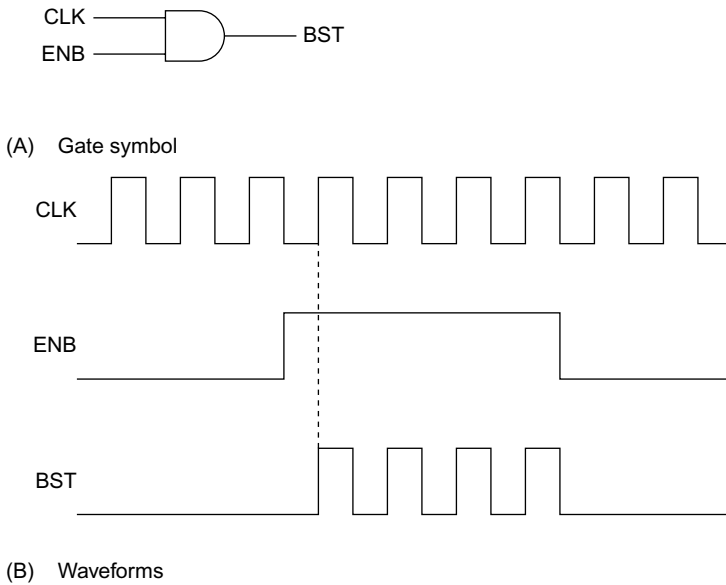 CLK
ENB
BST
(A) Gate symbol
CLK
ENB
BST
(B) Waveforms